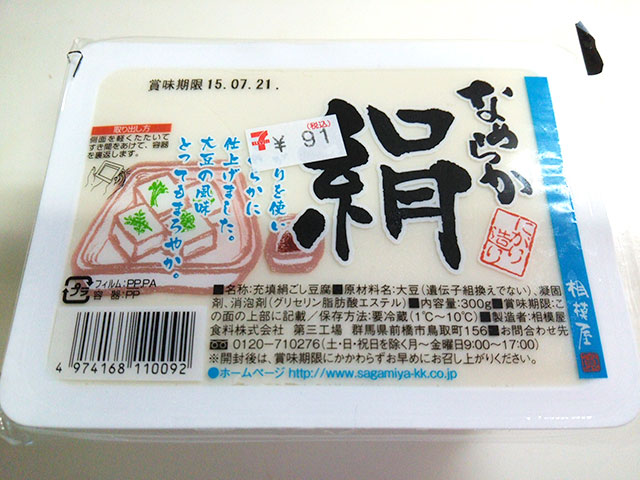 賞味期限 15.07.21.
取り出し方
側面を軽くたたいて
すき間をあけて、容器
を裏返します。
(税込)
¥ 91
なめらか
絹
りを使い
らかに
仕上げました。
大豆の風味
とってもまろやか。
にがり造り
相模屋
プラ
フィルム:PP,PA
容 器:PP
■名称:充填絹ごし豆腐■原材料名:大豆(遺伝子組換えでない)、凝固
剤、消泡剤(グリセリン脂肪酸エステル)■内容量:300g■賞味期限:こ
の面の上部に記載/保存方法:要冷蔵(1℃〜10℃)■製造者:相模屋
食料株式会社 第三工場 群馬県前橋市鳥取町156■お問合わせ先
0120-710276(土・日・祝日を除く月〜金曜日9:00〜17:00)
※開封後は、賞味期限にかかわらずお早めにお召し上がりください。
●ホームページ http://www.sagamiya-kk.co.jp
4 974168 110092